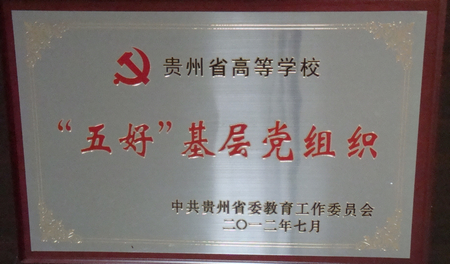 贵州省高等学校
“五好”基层党组织
中共贵州省委教育工作委员会
二〇一二年七月